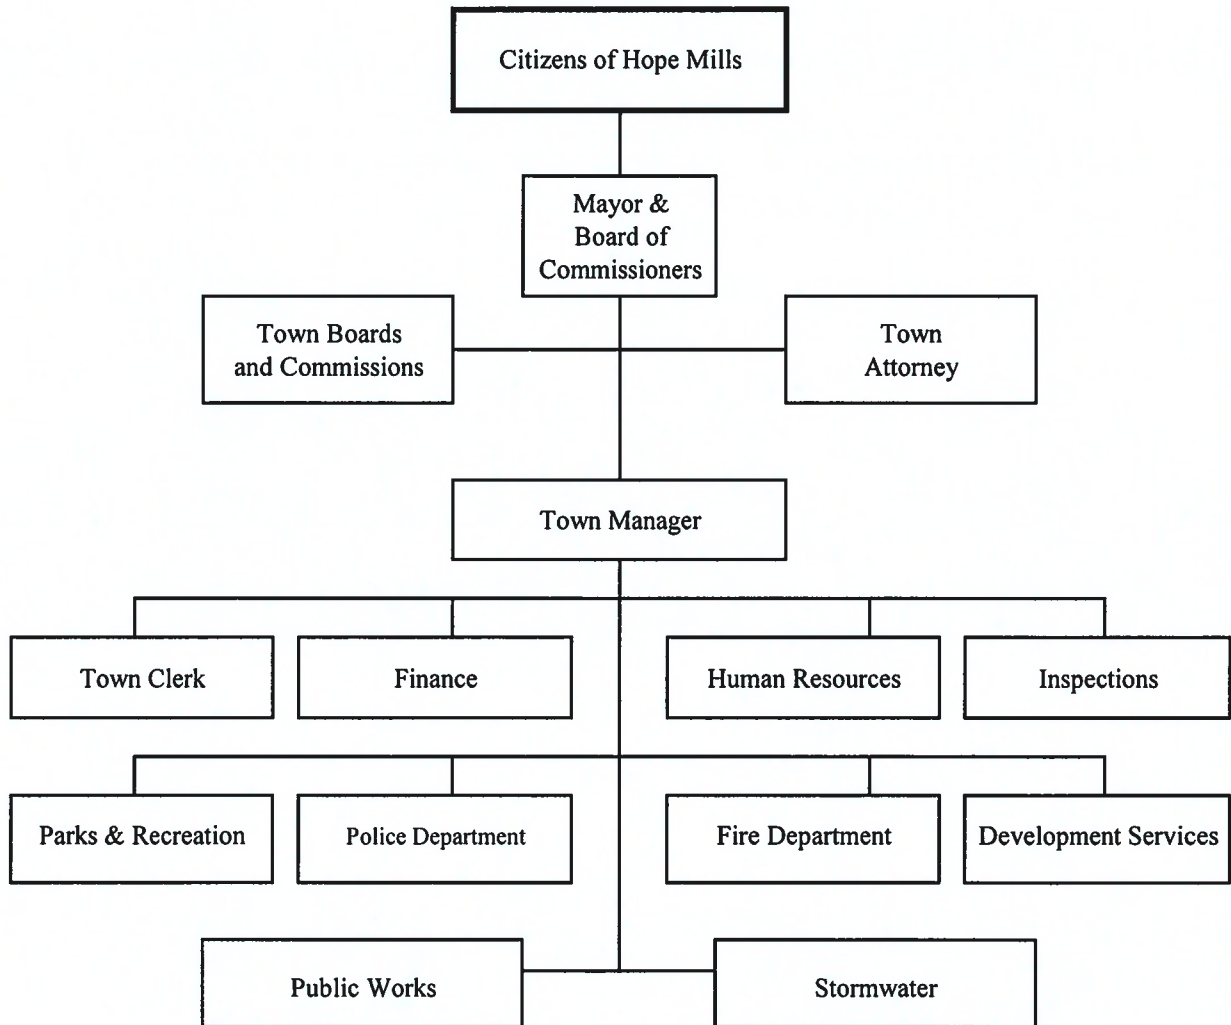 Citizens of Hope Mills
Mayor &
Board of
Commissioners
Town Boards
and Commissions
Town
Attorney
Town Manager
Town Clerk
Finance
Human Resources
Inspections
Parks & Recreation
Police Department
Fire Department
Development Services
Public Works
Stormwater